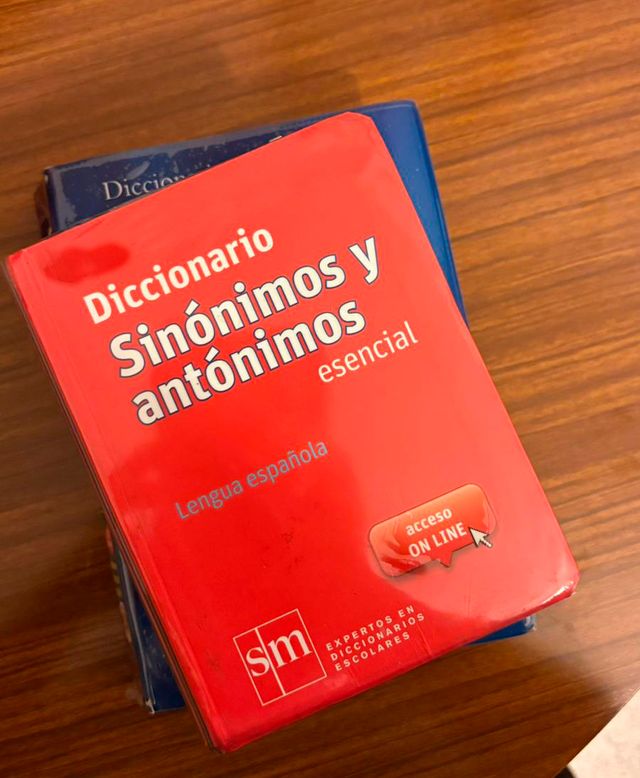 Diccionario
Sinónimos y
antónimos
esencial
Lengua española
acceso
ON LINE
sm
EXPERTOS EN
DICCIONARIOS
ESCOLARES